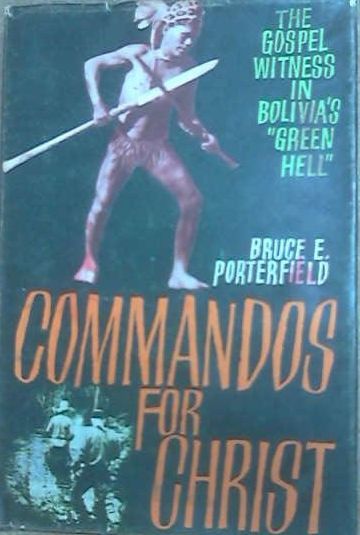 THE
GOSPEL
WITNESS
IN
BOLIVIA'S
"GREEN
HELL"
BRUCE E.
PORTERFIELD
COMMANDOS
FOR
CHRIST